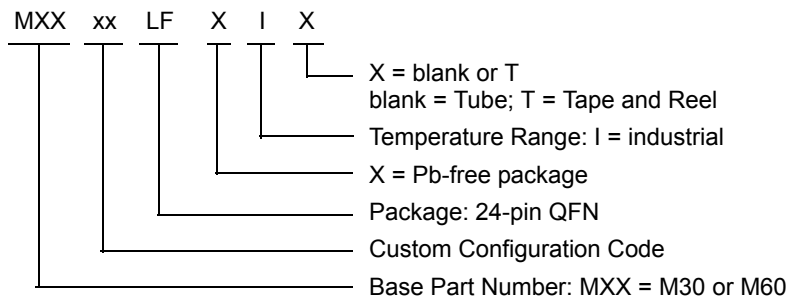 MXX xx LF X I X
X = blank or T
blank = Tube; T = Tape and Reel
Temperature Range: I = industrial
X = Pb-free package
Package: 24-pin QFN
Custom Configuration Code
Base Part Number: MXX = M30 or M60